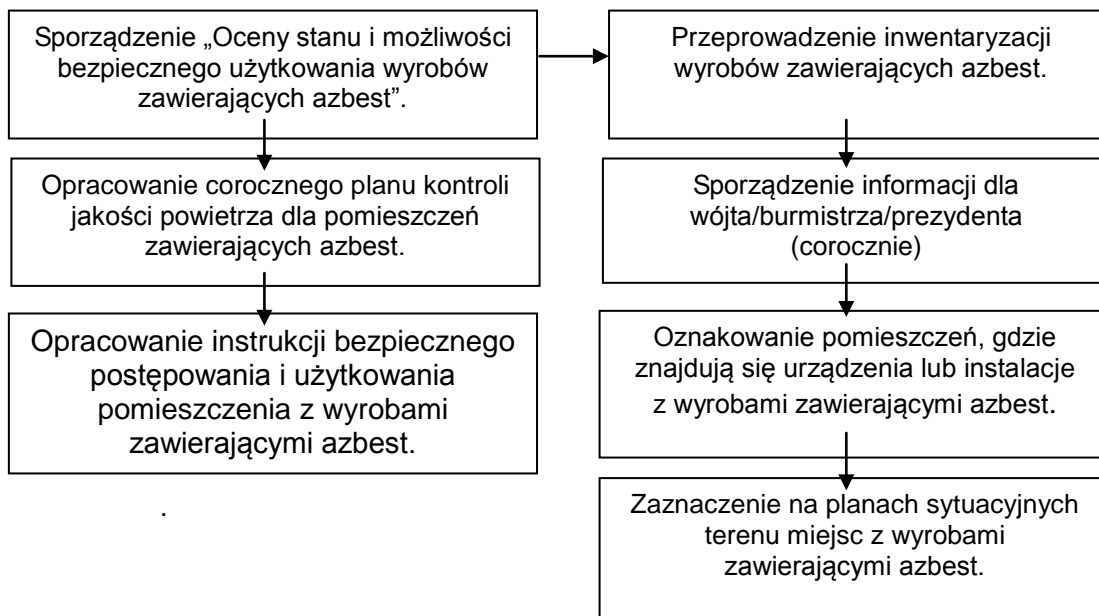 Sporządzenie „Oceny stanu i możliwości
bezpiecznego użytkowania wyrobów
zawierających azbest”.
Przeprowadzenie inwentaryzacji
wyrobów zawierających azbest.
Opracowanie corocznego planu kontroli
jakości powietrza dla pomieszczeń
zawierających azbest.
Sporządzenie informacji dla
wójta/burmistrza/prezydenta
(corocznie)
Opracowanie instrukcji bezpiecznego
postępowania i użytkowania
pomieszczenia z wyrobami
zawierającymi azbest.
Oznakowanie pomieszczeń, gdzie
znajdują się urządzenia lub instalacje
z wyrobami zawierającymi azbest.
.
Zaznaczenie na planach sytuacyjnych
terenu miejsc z wyrobami
zawierającymi azbest.